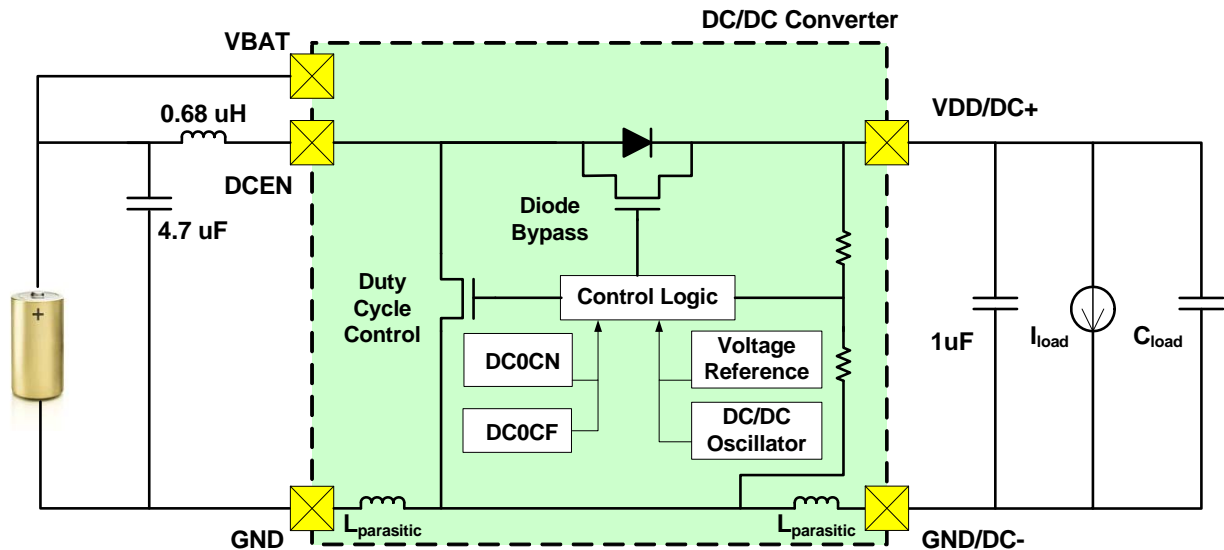 DC/DC Converter
VBAT
0.68 uH
VDD/DC+
DCEN
4.7 uF
Diode
Bypass
Duty
Cycle
Control
Control Logic
+
DC0CN
Voltage
Reference
1uF
Iload
Cload
DC0CF
DC/DC
Oscillator
Lparasitic
Lparasitic
GND
GND/DC-